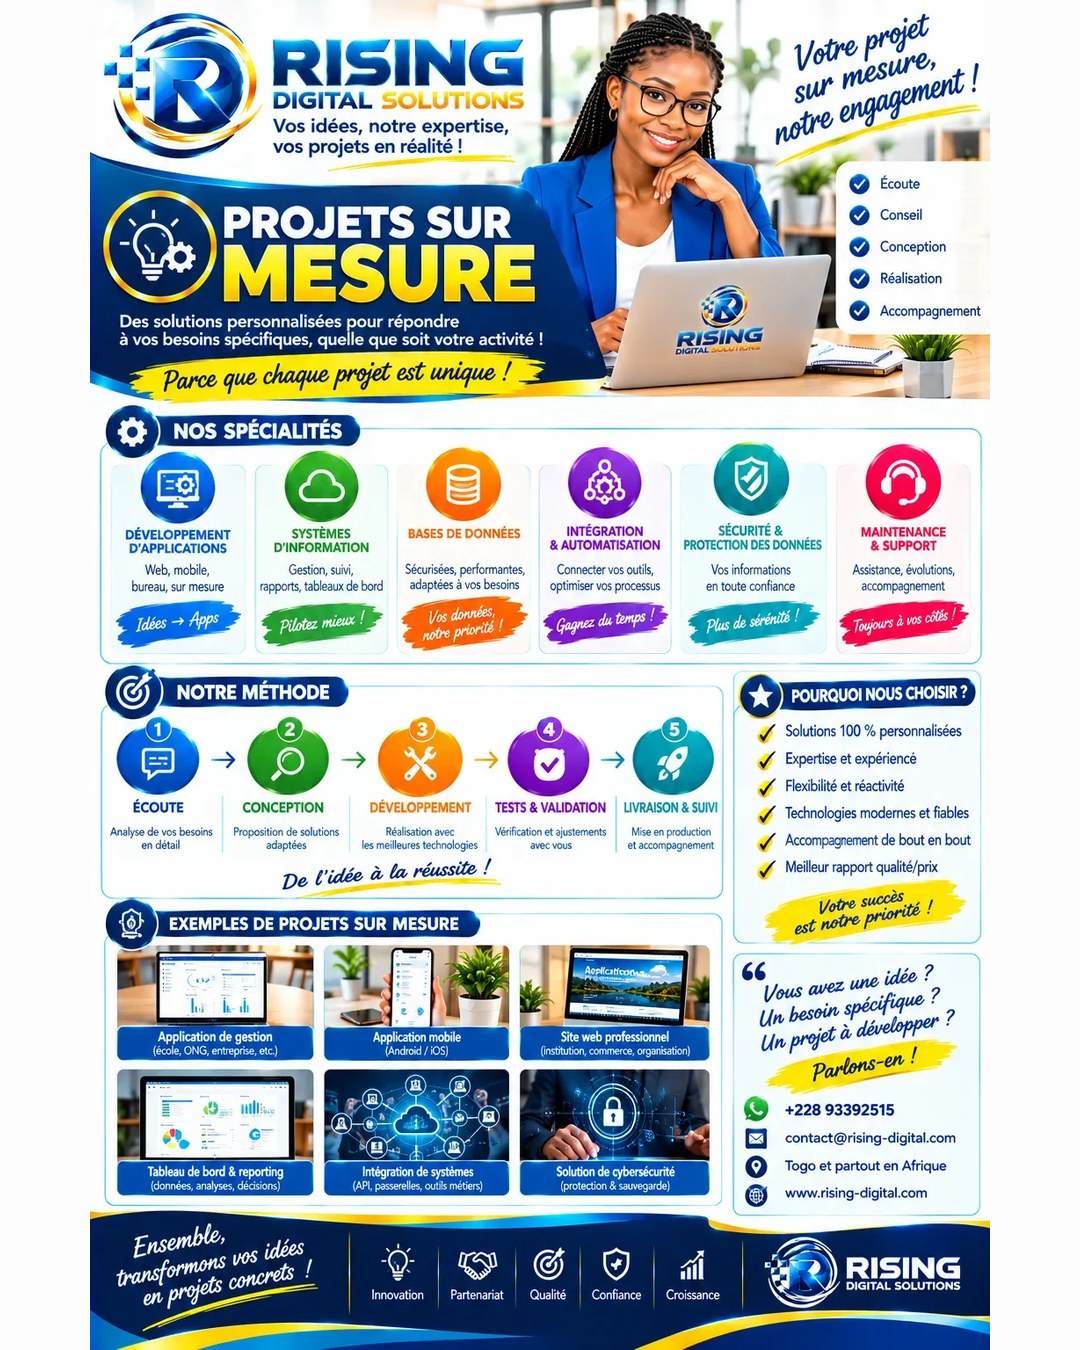 RISING
DIGITAL SOLUTIONS
Vos idées, notre expertise,
vos projets en réalité !
Votre projet
sur mesure,
notre engagement !
Écoute
Conseil
Conception
Réalisation
Accompagnement
PROJETS SUR
MESURE
Des solutions personnalisées pour répondre
à vos besoins spécifiques, quelle que soit votre activité !
Parce que chaque projet est unique !
RISING
DIGITAL SOLUTIONS
NOS SPÉCIALITÉS
DÉVELOPPEMENT
D'APPLICATIONS
Web, mobile,
bureau, sur mesure
Idées → Apps
SYSTÈMES
D'INFORMATION
Gestion, suivi,
rapports, tableaux de bord
Pilotez mieux !
BASES DE DONNÉES
Sécurisées, performantes,
adaptées à vos besoins
Vos données,
notre priorité !
INTÉGRATION
& AUTOMATISATION
Connecter vos outils,
optimiser vos processus
Gagnez du temps !
SÉCURITÉ &
PROTECTION DES DONNÉES
Vos informations
en toute confiance
Plus de sérénité !
MAINTENANCE
& SUPPORT
Assistance, évolutions,
accompagnement
Toujours à vos côtés !
NOTRE MÉTHODE
1
ÉCOUTE
Analyse de vos besoins
en détail
2
CONCEPTION
Proposition de solutions
adaptées
3
DÉVELOPPEMENT
Réalisation avec
les meilleures technologies
4
TESTS & VALIDATION
Vérification et ajustements
avec vous
5
LIVRAISON & SUIVI
Mise en production
et accompagnement
De l'idée à la réussite !
POURQUOI NOUS CHOISIR ?
Solutions 100 % personnalisées
Expertise et expérience
Flexibilité et réactivité
Technologies modernes et fiables
Accompagnement de bout en bout
Meilleur rapport qualité/prix
Votre succès
est notre priorité !
EXEMPLES DE PROJETS SUR MESURE
Application de gestion
(école, ONG, entreprise, etc.)
Application mobile
(Android / iOS)
Site web professionnel
(institution, commerce, organisation)
Tableau de bord & reporting
(données, analyses, décisions)
Intégration de systèmes
(API, passerelles, outils métiers)
Solution de cybersécurité
(protection & sauvegarde)
“
Vous avez une idée ?
Un besoin spécifique ?
Un projet à développer ?
Parlons-en !
+228 93392515
contact@rising-digital.com
Togo et partout en Afrique
www.rising-digital.com
Ensemble,
transformons vos idées
en projets concrets !
Innovation
Partenariat
Qualité
Confiance
Croissance
RISING
DIGITAL SOLUTIONS